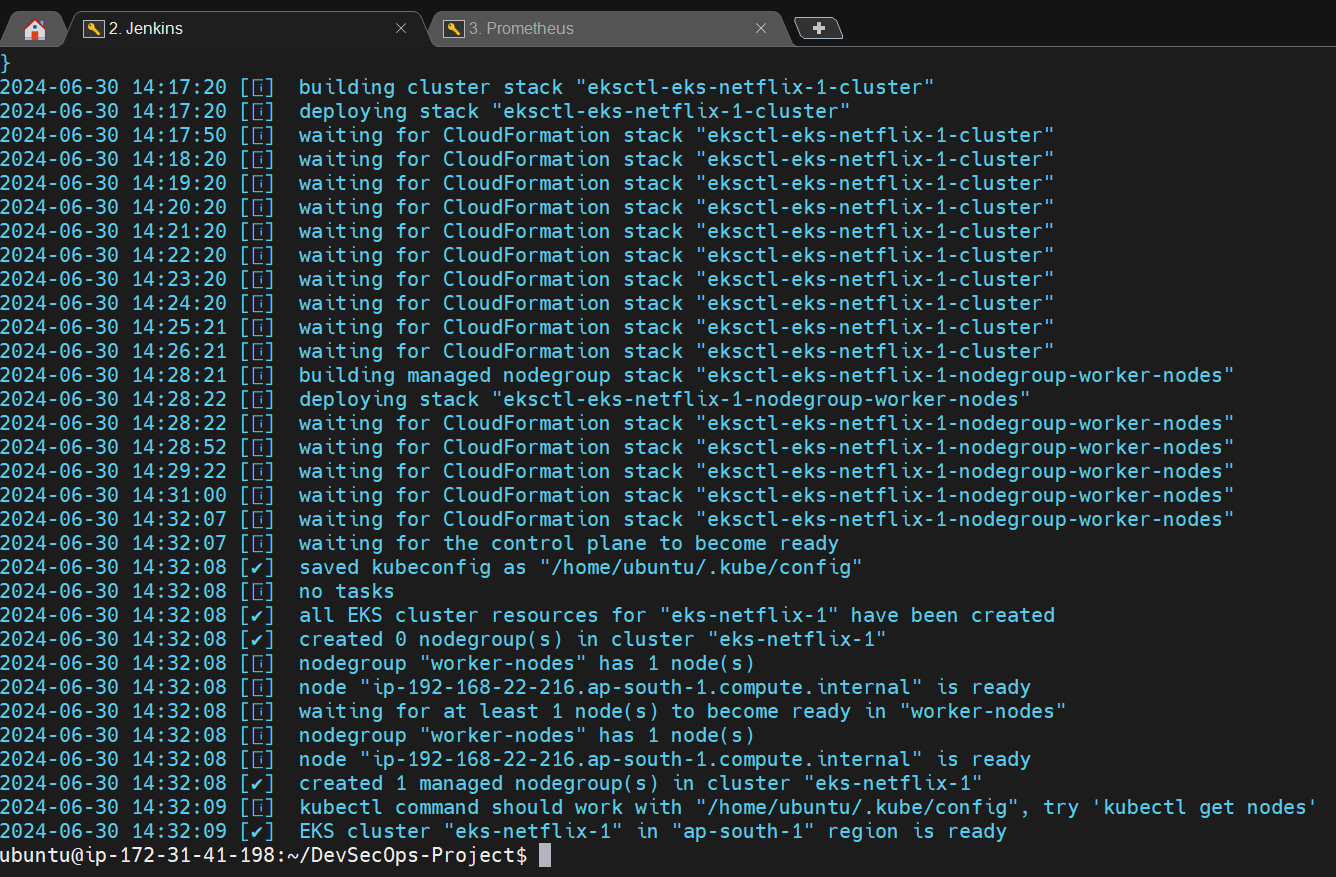 2. Jenkins
3. Prometheus
}
2024-06-30 14:17:20 [ℹ]  building cluster stack "eksctl-eks-netflix-1-cluster"
2024-06-30 14:17:20 [ℹ]  deploying stack "eksctl-eks-netflix-1-cluster"
2024-06-30 14:17:50 [ℹ]  waiting for CloudFormation stack "eksctl-eks-netflix-1-cluster"
2024-06-30 14:18:20 [ℹ]  waiting for CloudFormation stack "eksctl-eks-netflix-1-cluster"
2024-06-30 14:19:20 [ℹ]  waiting for CloudFormation stack "eksctl-eks-netflix-1-cluster"
2024-06-30 14:20:20 [ℹ]  waiting for CloudFormation stack "eksctl-eks-netflix-1-cluster"
2024-06-30 14:21:20 [ℹ]  waiting for CloudFormation stack "eksctl-eks-netflix-1-cluster"
2024-06-30 14:22:20 [ℹ]  waiting for CloudFormation stack "eksctl-eks-netflix-1-cluster"
2024-06-30 14:23:20 [ℹ]  waiting for CloudFormation stack "eksctl-eks-netflix-1-cluster"
2024-06-30 14:24:20 [ℹ]  waiting for CloudFormation stack "eksctl-eks-netflix-1-cluster"
2024-06-30 14:25:21 [ℹ]  waiting for CloudFormation stack "eksctl-eks-netflix-1-cluster"
2024-06-30 14:26:21 [ℹ]  waiting for CloudFormation stack "eksctl-eks-netflix-1-cluster"
2024-06-30 14:28:21 [ℹ]  building managed nodegroup stack "eksctl-eks-netflix-1-nodegroup-worker-nodes"
2024-06-30 14:28:22 [ℹ]  deploying stack "eksctl-eks-netflix-1-nodegroup-worker-nodes"
2024-06-30 14:28:22 [ℹ]  waiting for CloudFormation stack "eksctl-eks-netflix-1-nodegroup-worker-nodes"
2024-06-30 14:28:52 [ℹ]  waiting for CloudFormation stack "eksctl-eks-netflix-1-nodegroup-worker-nodes"
2024-06-30 14:29:22 [ℹ]  waiting for CloudFormation stack "eksctl-eks-netflix-1-nodegroup-worker-nodes"
2024-06-30 14:31:00 [ℹ]  waiting for CloudFormation stack "eksctl-eks-netflix-1-nodegroup-worker-nodes"
2024-06-30 14:32:07 [ℹ]  waiting for CloudFormation stack "eksctl-eks-netflix-1-nodegroup-worker-nodes"
2024-06-30 14:32:07 [ℹ]  waiting for the control plane to become ready
2024-06-30 14:32:08 [✔]  saved kubeconfig as "/home/ubuntu/.kube/config"
2024-06-30 14:32:08 [ℹ]  no tasks
2024-06-30 14:32:08 [✔]  all EKS cluster resources for "eks-netflix-1" have been created
2024-06-30 14:32:08 [✔]  created 0 nodegroup(s) in cluster "eks-netflix-1"
2024-06-30 14:32:08 [ℹ]  nodegroup "worker-nodes" has 1 node(s)
2024-06-30 14:32:08 [ℹ]  node "ip-192-168-22-216.ap-south-1.compute.internal" is ready
2024-06-30 14:32:08 [ℹ]  waiting for at least 1 node(s) to become ready in "worker-nodes"
2024-06-30 14:32:08 [ℹ]  nodegroup "worker-nodes" has 1 node(s)
2024-06-30 14:32:08 [ℹ]  node "ip-192-168-22-216.ap-south-1.compute.internal" is ready
2024-06-30 14:32:08 [✔]  created 1 managed nodegroup(s) in cluster "eks-netflix-1"
2024-06-30 14:32:09 [ℹ]  kubectl command should work with "/home/ubuntu/.kube/config", try 'kubectl get nodes'
2024-06-30 14:32:09 [✔]  EKS cluster "eks-netflix-1" in "ap-south-1" region is ready
ubuntu@ip-172-31-41-198:~/DevSecOps-Project$